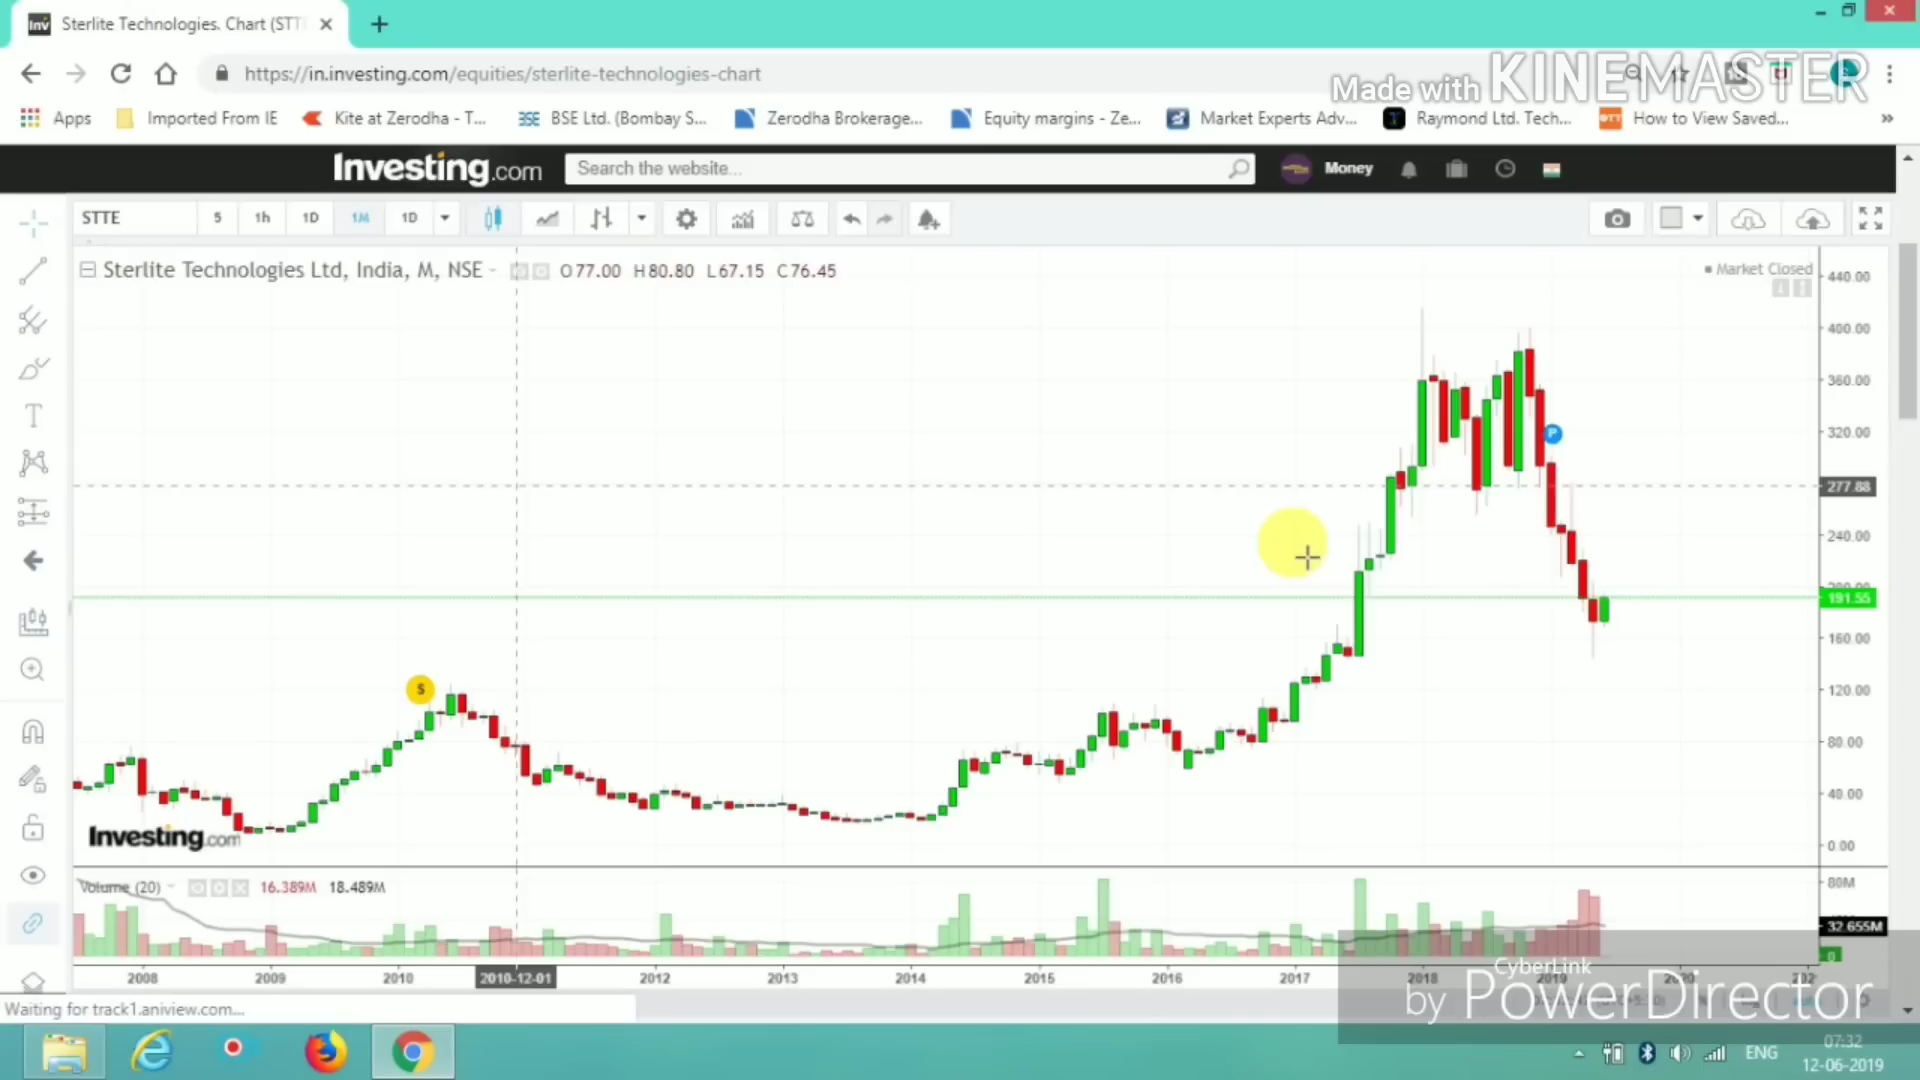 Sterlite Technologies. Chart (STT
https://in.investing.com/equities/sterlite-technologies-chart
Made with KINEMASTER
Apps Imported From IE Kite at Zerodha - T... BSE Ltd. (Bombay S... Zerodha Brokerage... Equity margins - Ze... Market Experts Adv... Raymond Ltd. Tech... How to View Saved...
Investing.com Search the website... Money
STTE 5 1h 1D 1M 1D
Sterlite Technologies Ltd, India, M, NSE O77.00 H80.80 L67.15 C76.45
Market Closed
440.00
400.00
360.00
P 320.00
277.88
240.00
200.00
191.55
160.00
S 120.00
80.00
40.00
Investing.com 0.00
Volume (20) 16.389M 18.489M 80M
32.655M
0
2008 2009 2010 2010-12-01 2012 2013 2014 2015 2016 2017 2018 2019 2020
CyberLink
by PowerDirector
Waiting for track1.aniview.com...
ENG 07:32
12-06-2019